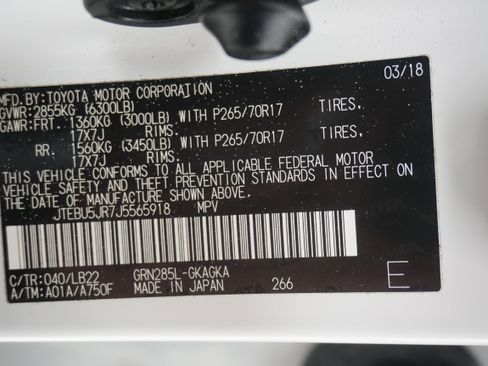 MFD.BY:TOYOTA MOTOR CORPORATION 03/18
GVWR:2855KG (6300LB)
GAWR:FRT. 1360KG (3000LB) WITH P265/70R17 TIRES.
17X7J RIMS.
RR. 1560KG (3450LB) WITH P265/70R17 TIRES.
17X7J RIMS.
THIS VEHICLE CONFORMS TO ALL APPLICABLE FEDERAL MOTOR
VEHICLE SAFETY AND THEFT PREVENTION STANDARDS IN EFFECT ON
THE DATE OF MANUFACTURE SHOWN ABOVE.
JTEBU5JR7J5565918 MPV
C/TR:040/LB22 GRN285L-GKAGKA
A/TM:A01A/A750F MADE IN JAPAN 266 E